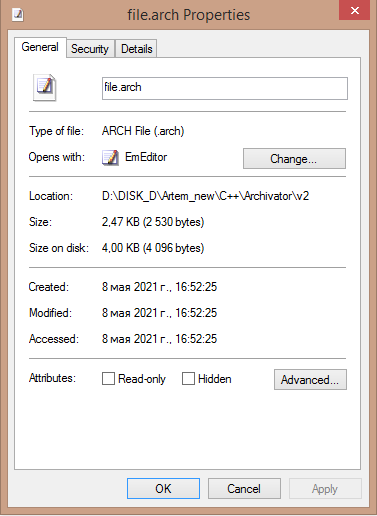 file.arch Properties
General Security Details
file.arch
Type of file: ARCH File (.arch)
Opens with: EmEditor Change...
Location: D:\DISK_D\Artem_new\C++\Archivator\v2
Size: 2,47 KB (2 530 bytes)
Size on disk: 4,00 KB (4 096 bytes)
Created: 8 мая 2021 г., 16:52:25
Modified: 8 мая 2021 г., 16:52:25
Accessed: 8 мая 2021 г., 16:52:25
Attributes: Read-only Hidden Advanced...
OK Cancel Apply